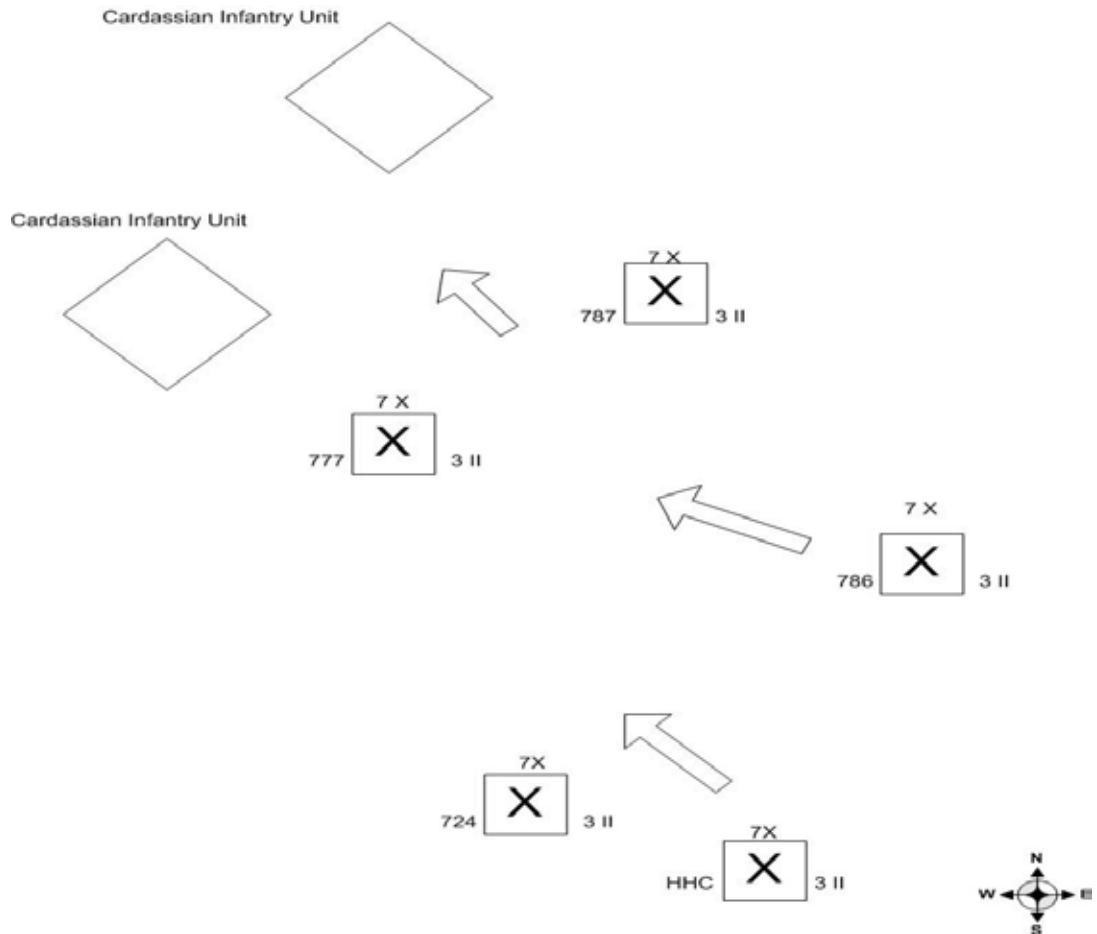 Cardassian Infantry Unit
Cardassian Infantry Unit
7 X
X
787 3 II
7 X
X
777 3 II
7 X
X
786 3 II
7X
X
724 3 II
7X
X
HHC 3 II
N
W E
S